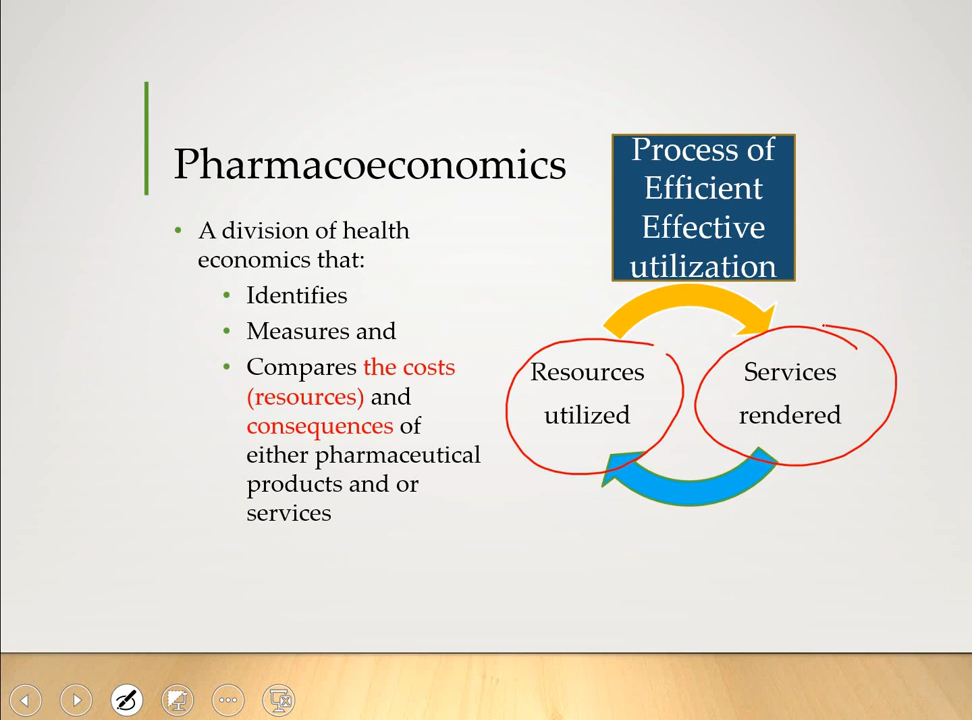 Pharmacoeconomics
• A division of health
economics that:
• Identifies
• Measures and
• Compares the costs
(resources) and
consequences of
either pharmaceutical
products and or
services
Process of
Efficient
Effective
utilization
Resources
utilized
Services
rendered